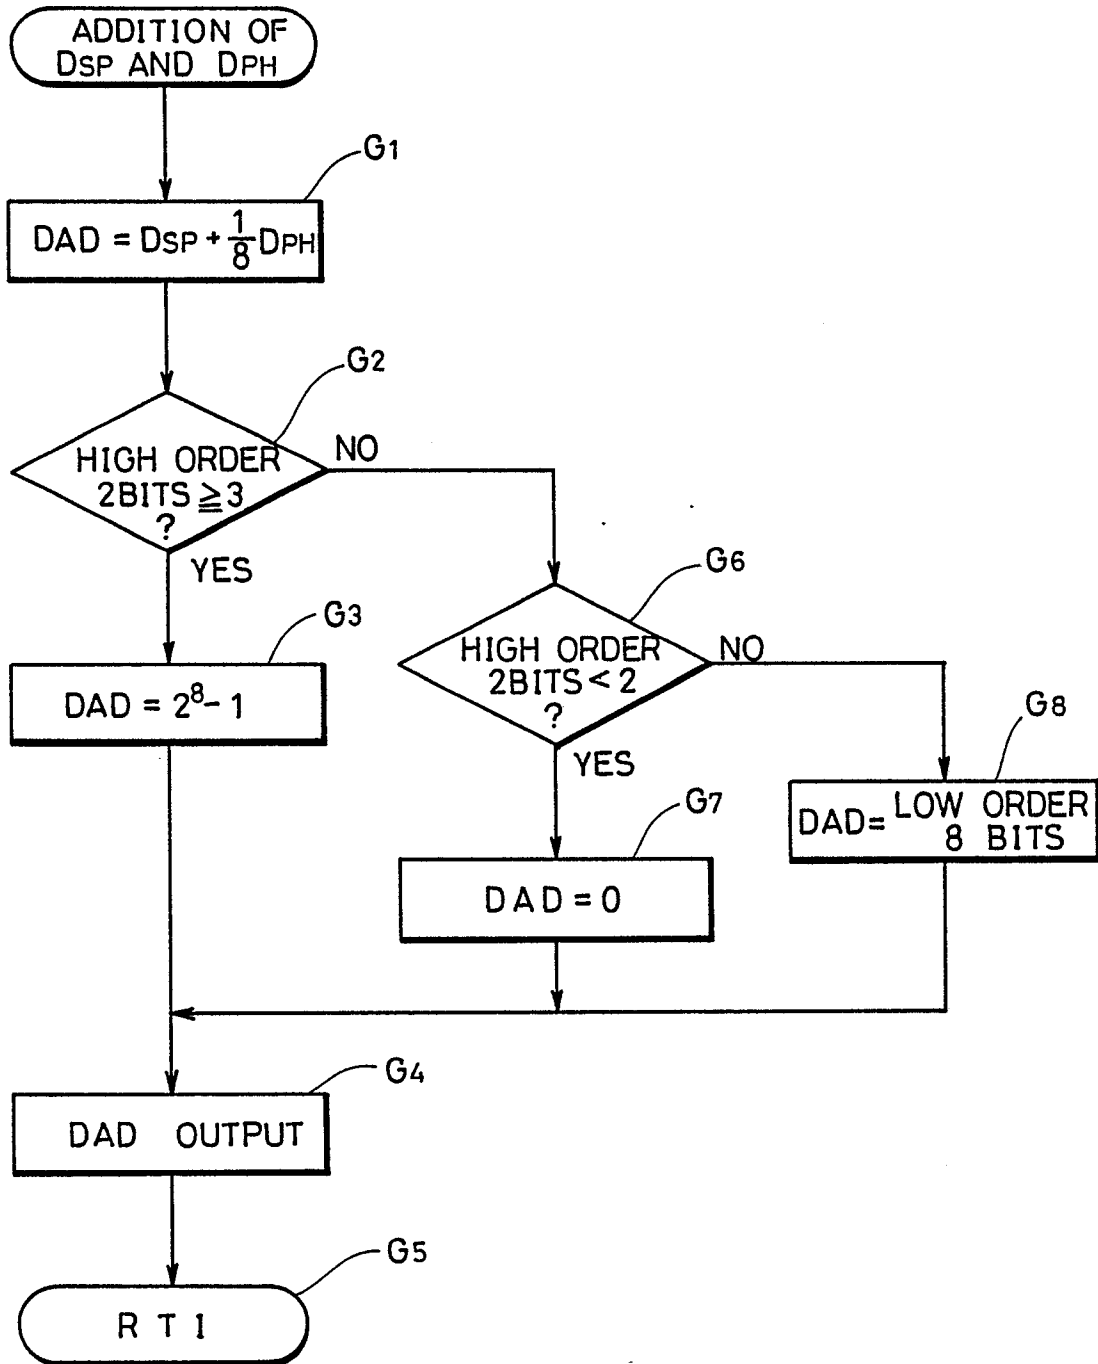 ADDITION OF
DSP AND DPH
G1
DAD = DSP + 1/8 DPH
G2
HIGH ORDER
2BITS ≧ 3
?
NO
YES
G3
DAD = 2⁸ - 1
G6
HIGH ORDER
2BITS < 2
?
NO
YES
G8
DAD = LOW ORDER
8 BITS
G7
DAD = 0
G4
DAD OUTPUT
G5
RTI